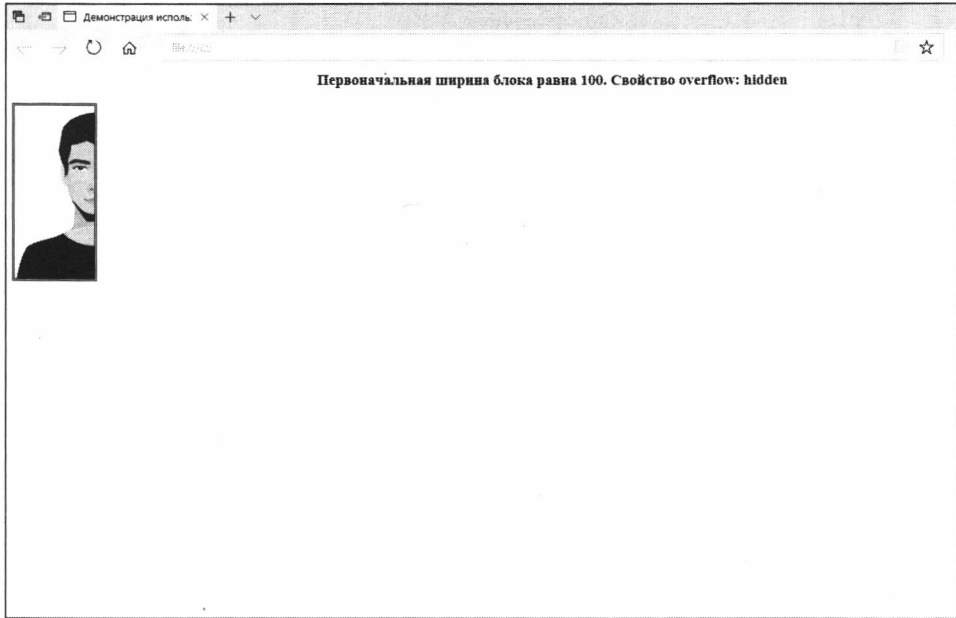 Демонстрация исполь:
Первоначальная ширина блока равна 100. Свойство overflow: hidden